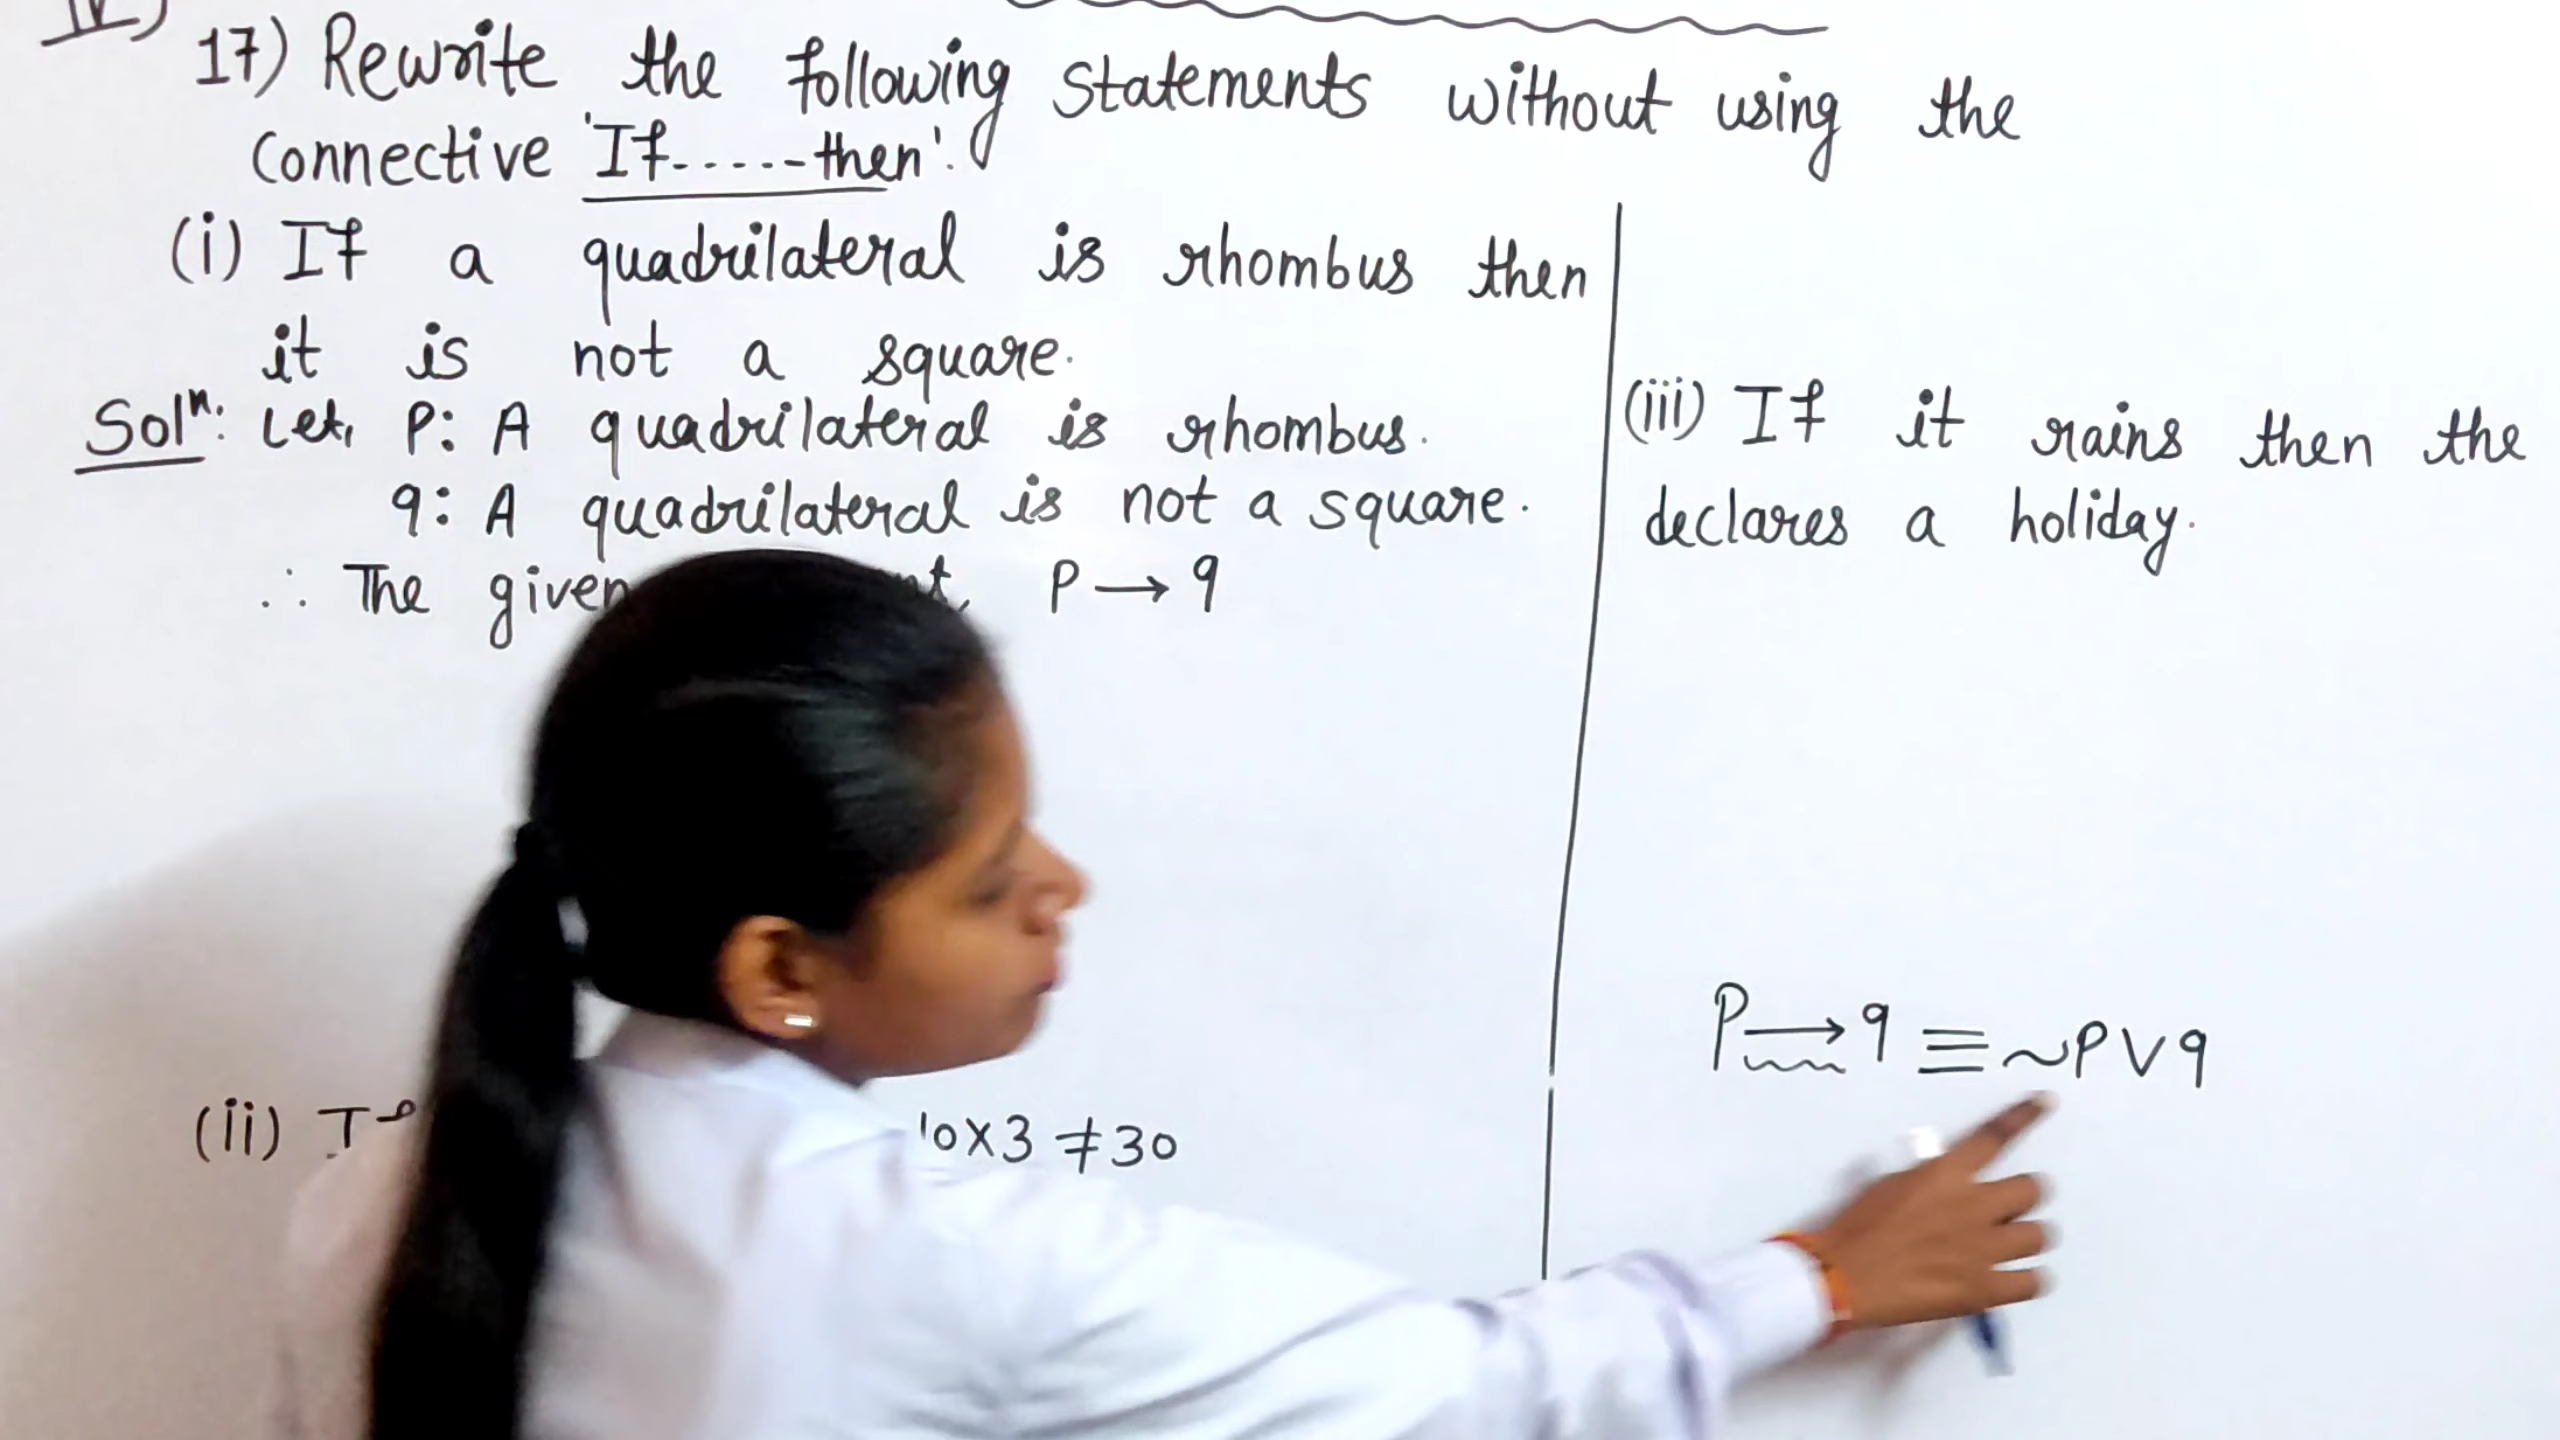 IV)
17) Rewrite the following statements without using the
connective 'If.....then'.
(i) If a quadrilateral is rhombus then
it is not a square.
Solⁿ: Let, P: A quadrilateral is rhombus.
q: A quadrilateral is not a square.
∴ The given P → q
(ii) 10x3 ≠ 30
(iii) If it rains then the
declares a holiday.
P → q ≡ ~P ∨ q